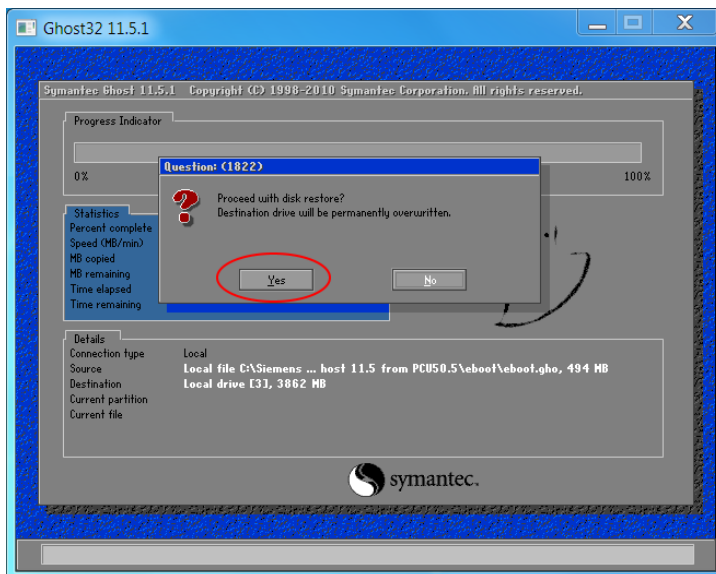 Ghost32 11.5.1
Symantec Ghost 11.5.1 Copyright (C) 1998-2010 Symantec Corporation. All rights reserved.
Progress Indicator
0%
100%
Question: (1822)
Proceed with disk restore?
Destination drive will be permanently overwritten.
Yes
No
Statistics
Percent complete
Speed (MB/min)
MB copied
MB remaining
Time elapsed
Time remaining
Details
Connection type Local
Source Local file C:\Siemens ... host 11.5 from PCU50.5\eboot\eboot.gho, 494 MB
Destination Local drive [3], 3862 MB
Current partition
Current file
symantec.